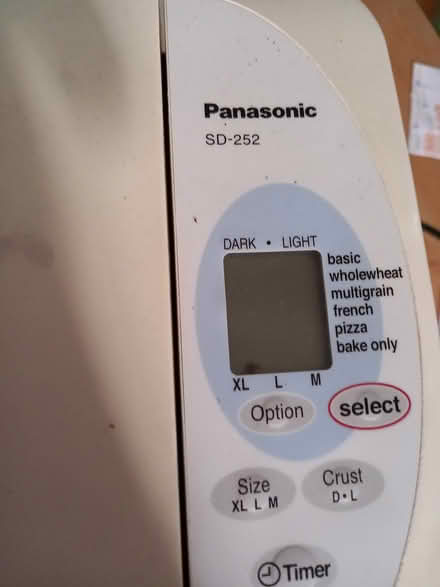 Panasonic
SD-252
DARK • LIGHT
basic
wholewheat
multigrain
french
pizza
bake only
XL L M
Option
select
Size
XL L M
Crust
D•L
Timer